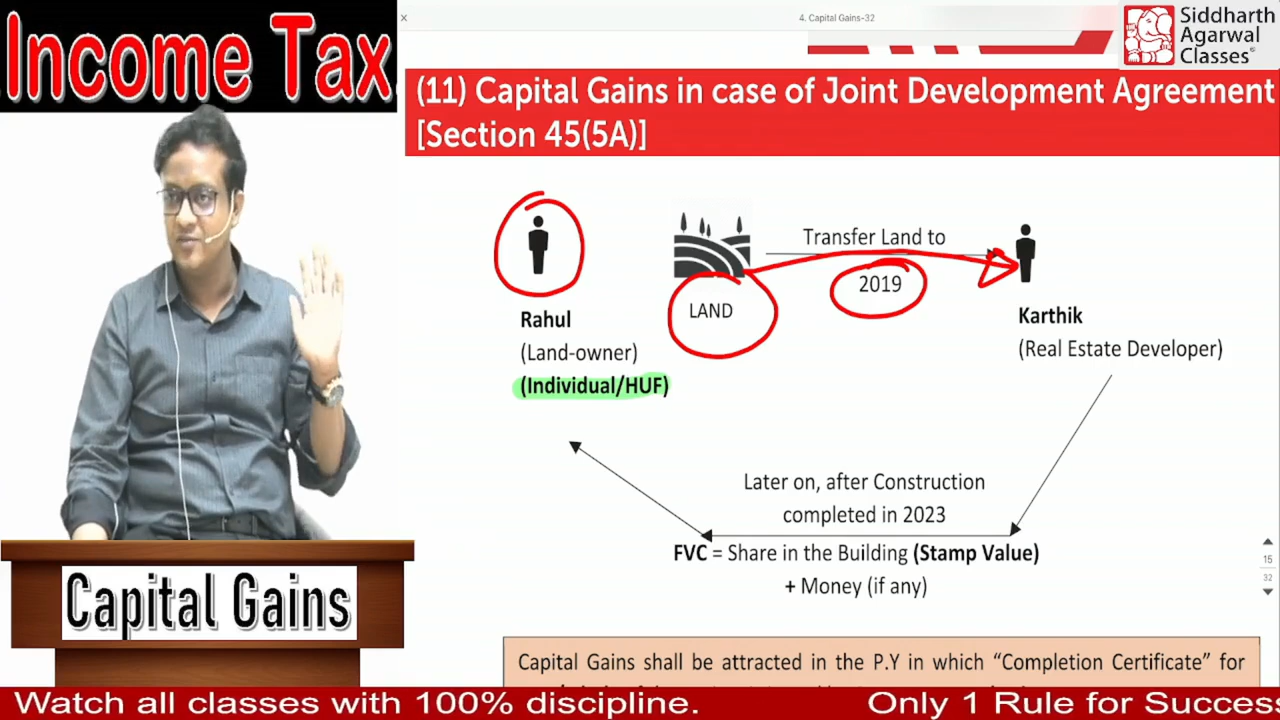 Income Tax
4. Capital Gains-32
Siddharth
Agarwal
Classes
(11) Capital Gains in case of Joint Development Agreement
[Section 45(5A)]
Transfer Land to
2019
LAND
Rahul
(Land-owner)
(Individual/HUF)
Karthik
(Real Estate Developer)
Later on, after Construction
completed in 2023
FVC = Share in the Building (Stamp Value)
+ Money (if any)
15
32
Capital Gains
Capital Gains shall be attracted in the P.Y in which “Completion Certificate” for
Watch all classes with 100% discipline. Only 1 Rule for Success